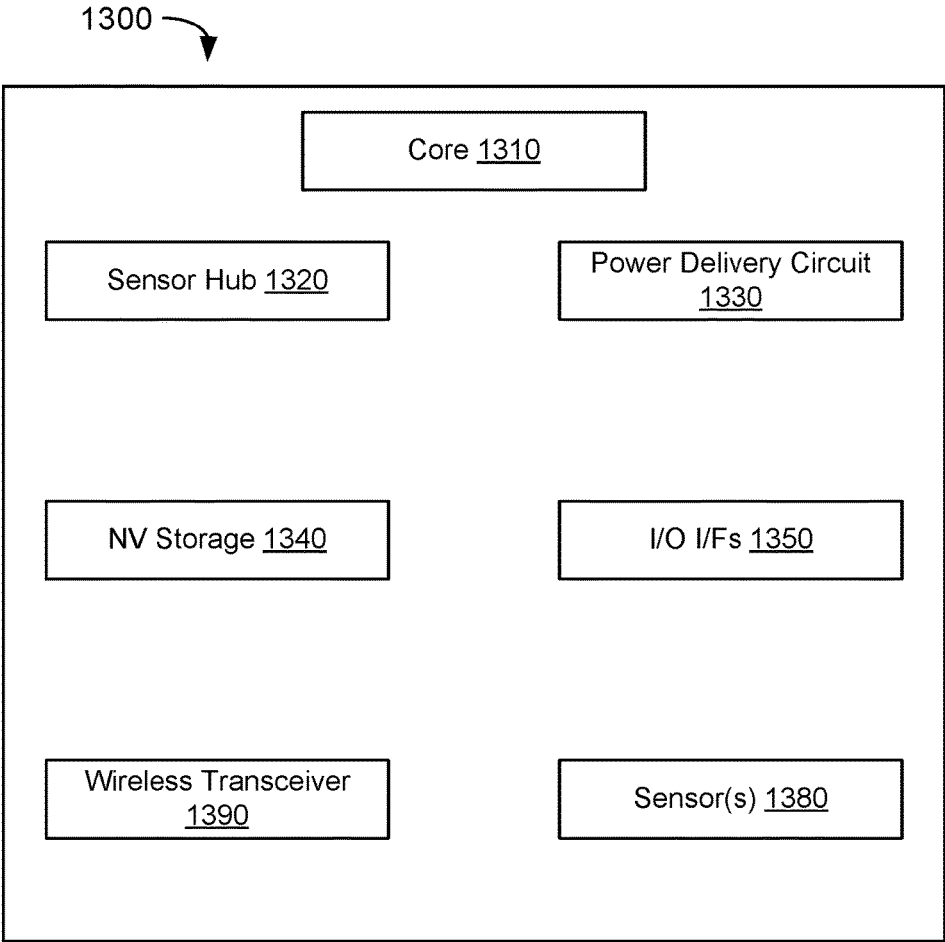 1300
Core 1310
Sensor Hub 1320
Power Delivery Circuit
1330
NV Storage 1340
I/O I/Fs 1350
Wireless Transceiver
1390
Sensor(s) 1380